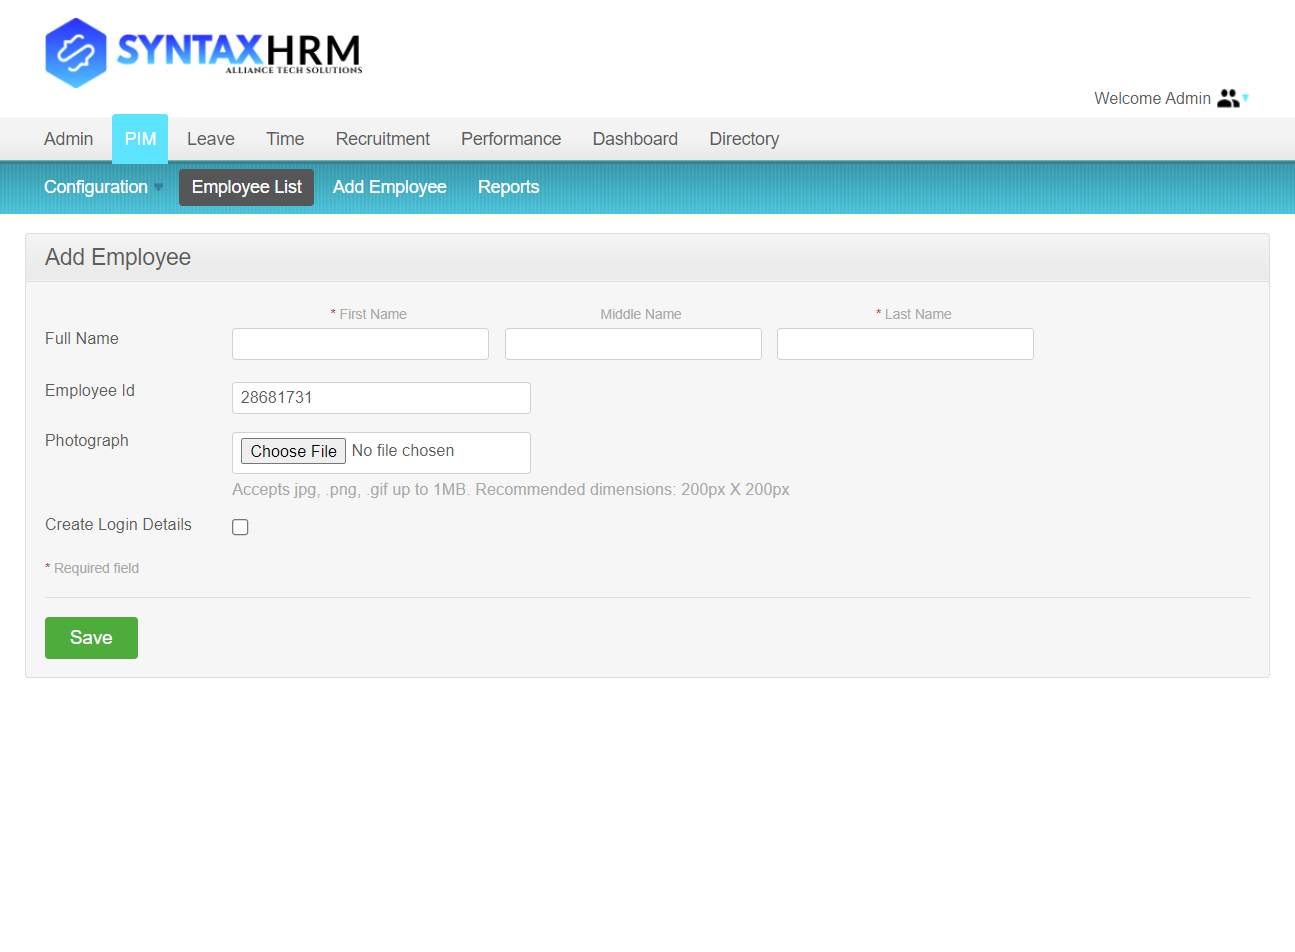 SYNTAXHRM
ALLIANCE TECH SOLUTIONS
Welcome Admin
Admin PIM Leave Time Recruitment Performance Dashboard Directory
Configuration Employee List Add Employee Reports
Add Employee
* First Name Middle Name * Last Name
Full Name
Employee Id 28681731
Photograph Choose File No file chosen
Accepts jpg, .png, .gif up to 1MB. Recommended dimensions: 200px X 200px
Create Login Details
* Required field
Save